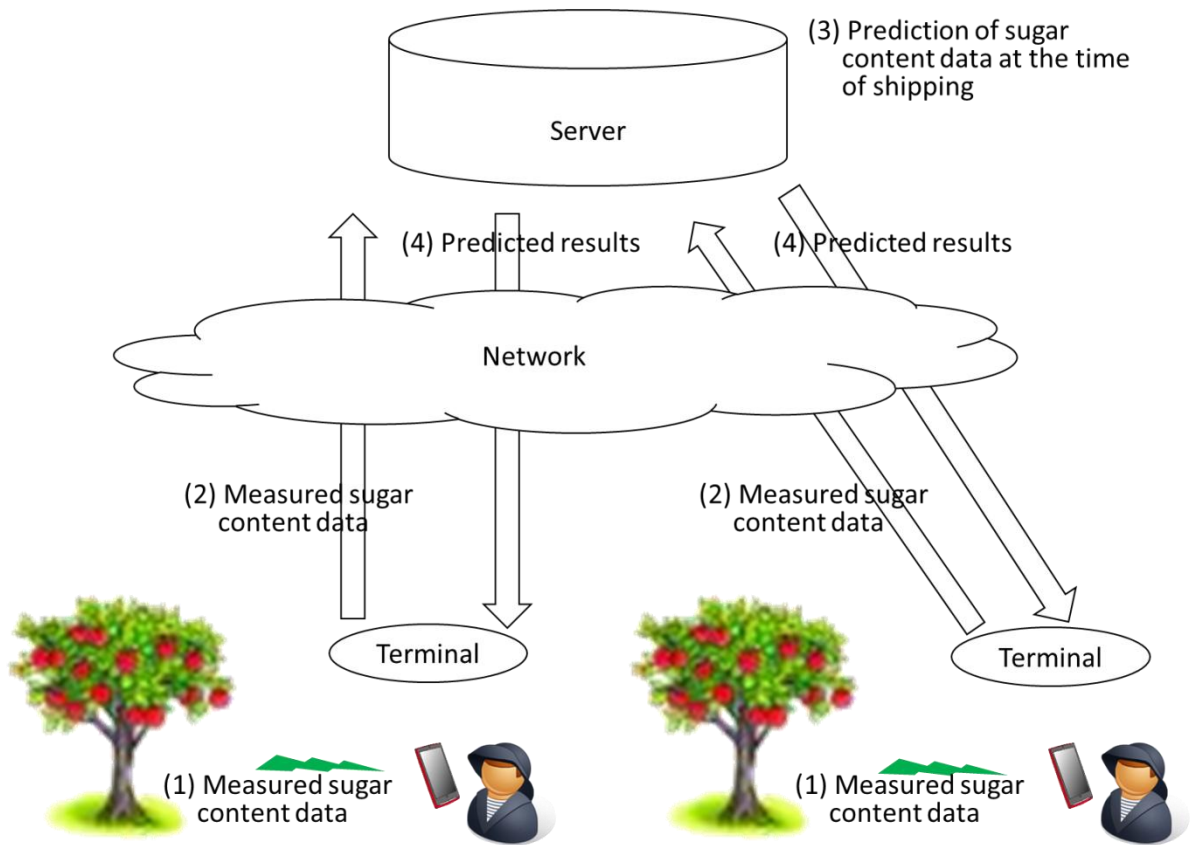 (3) Prediction of sugar
content data at the time
of shipping
Server
(4) Predicted results
(4) Predicted results
Network
(2) Measured sugar
content data
(2) Measured sugar
content data
Terminal
Terminal
(1) Measured sugar
content data
(1) Measured sugar
content data